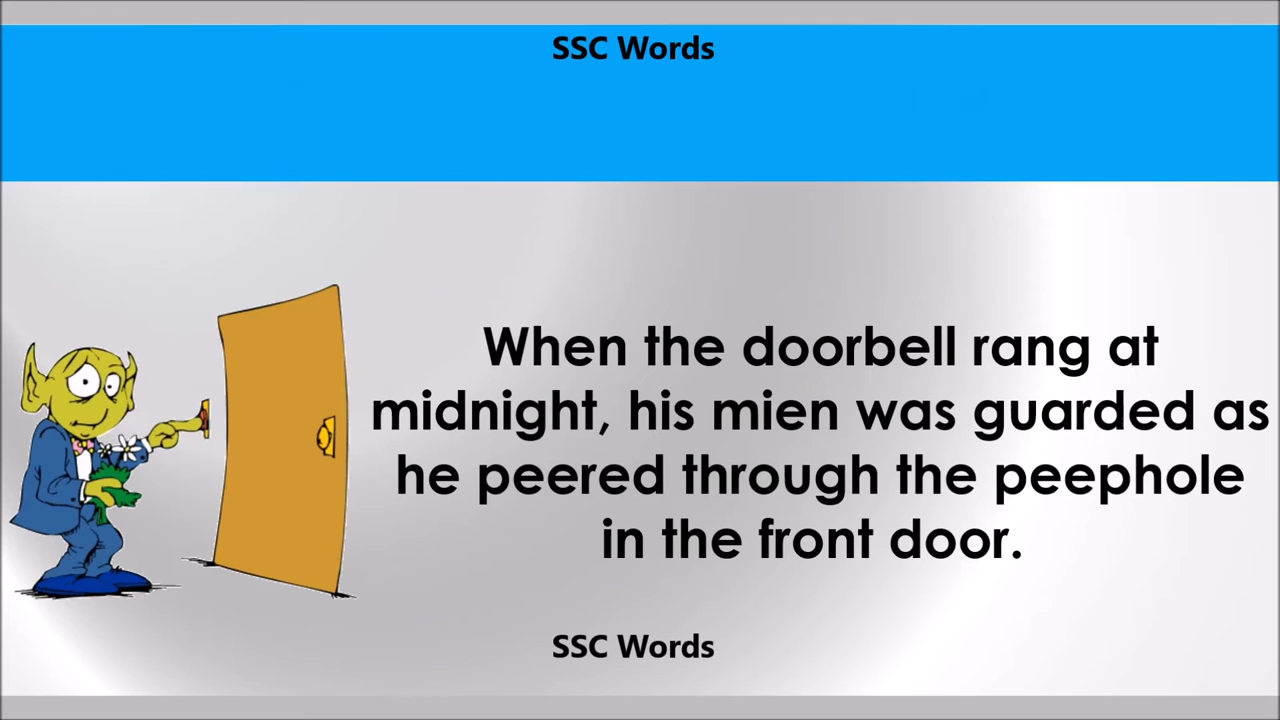 SSC Words
When the doorbell rang at
midnight, his mien was guarded as
he peered through the peephole
in the front door.
SSC Words